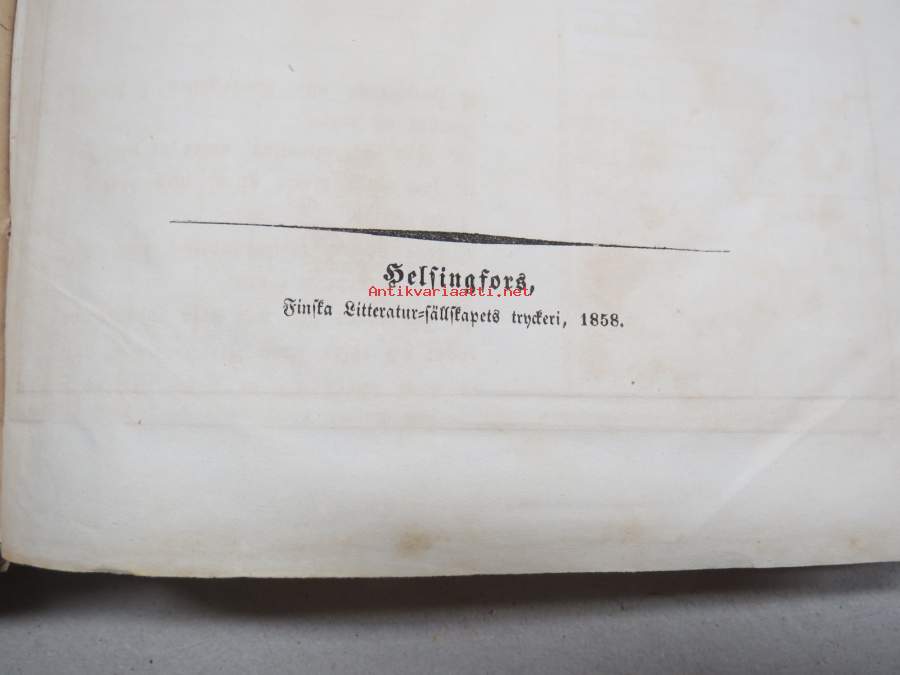 Helsingfors,
Antikvariaatti.net
Finska Litteratur-sällskapets tryckeri, 1858.